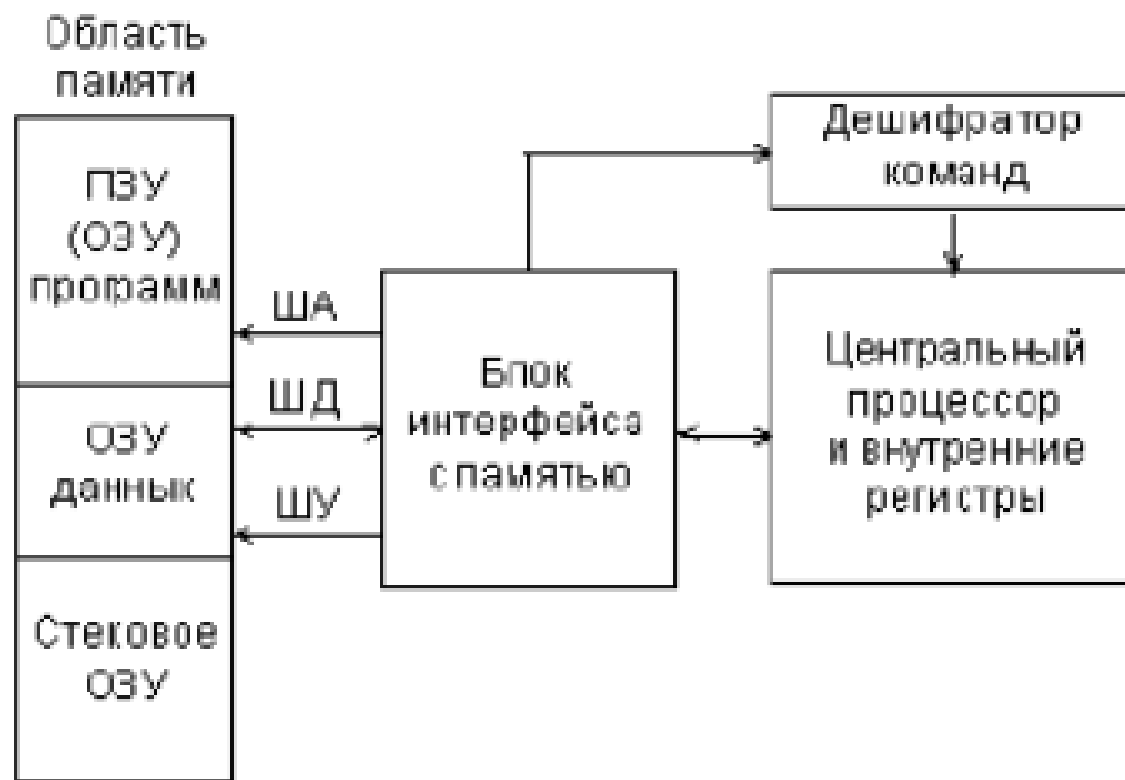 Область
памяти
ПЗУ
(ОЗУ)
программ
ОЗУ
данных
Стековое
ОЗУ
ША
ШД
ШУ
Блок
интерфейса
с памятью
Дешифратор
команд
Центральный
процессор
и внутренние
регистры